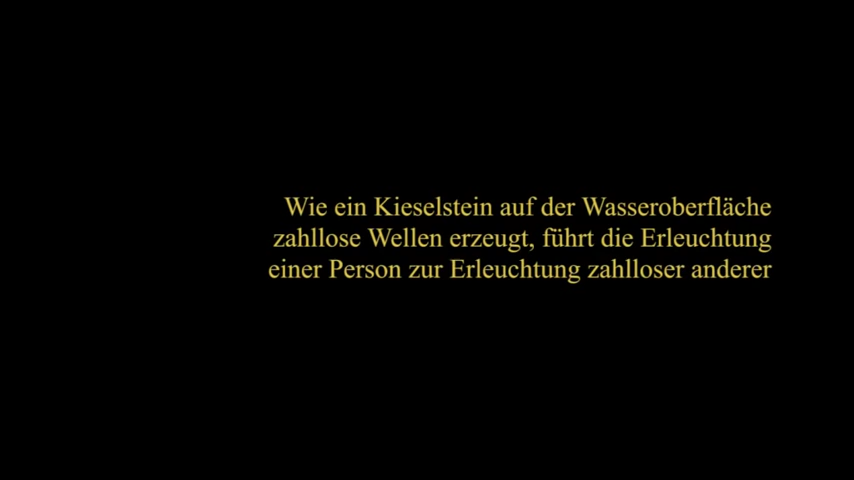 Wie ein Kieselstein auf der Wasseroberfläche
zahllose Wellen erzeugt, führt die Erleuchtung
einer Person zur Erleuchtung zahlloser anderer